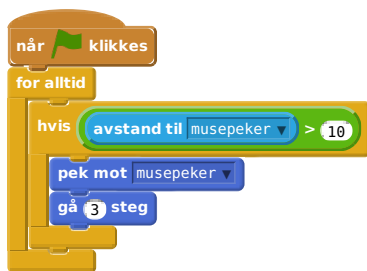 når klikkes
for alltid
hvis avstand til musepeker > 10
pek mot musepeker
gå 3 steg